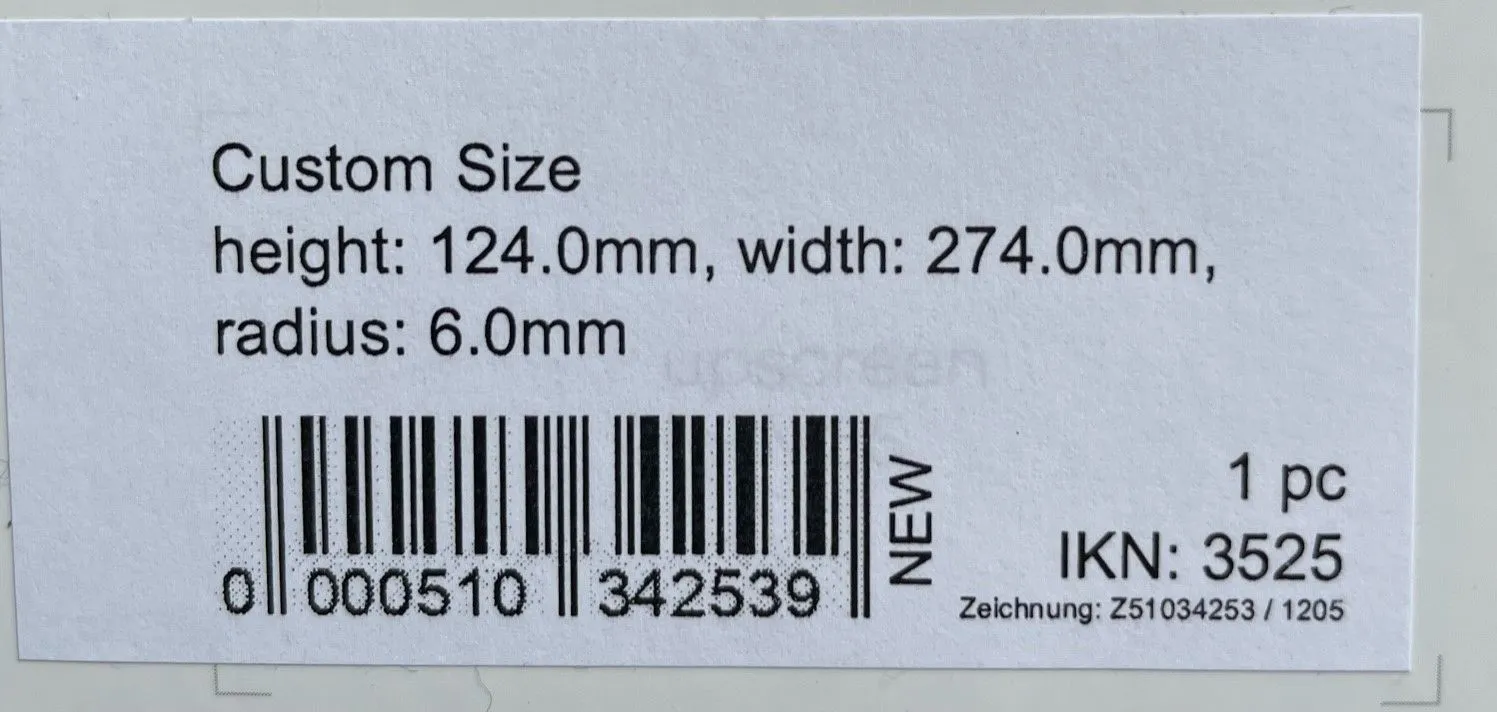 Custom Size
height: 124.0mm, width: 274.0mm,
radius: 6.0mm
upscreen
0 000510 342539
NEW
1 pc
IKN: 3525
Zeichnung: Z51034253 / 1205